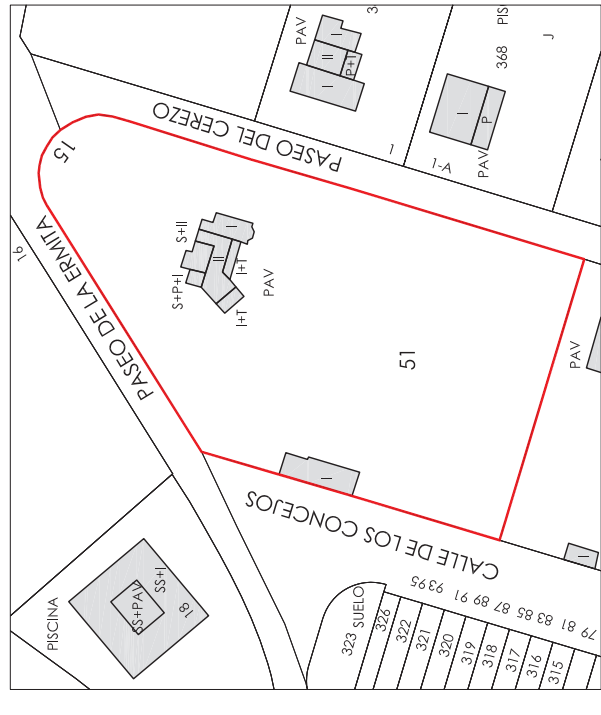 3
PIS
368
J
PAV
I
II
P+I
I
I
P
PAV
1
1-A
PASEO DEL CEREZO
15
16
PASEO DE LA ERMITA
S+II
S+P+I
I
II
I+T
I+T
PAV
51
PAV
I
I
CALLE DE LOS CONCEJOS
PISCINA
SS+PAV
SS+I
18
79 81 83 85 87 89 91 9395
323 SUELO
326
322
321
320
319
318
317
316
315